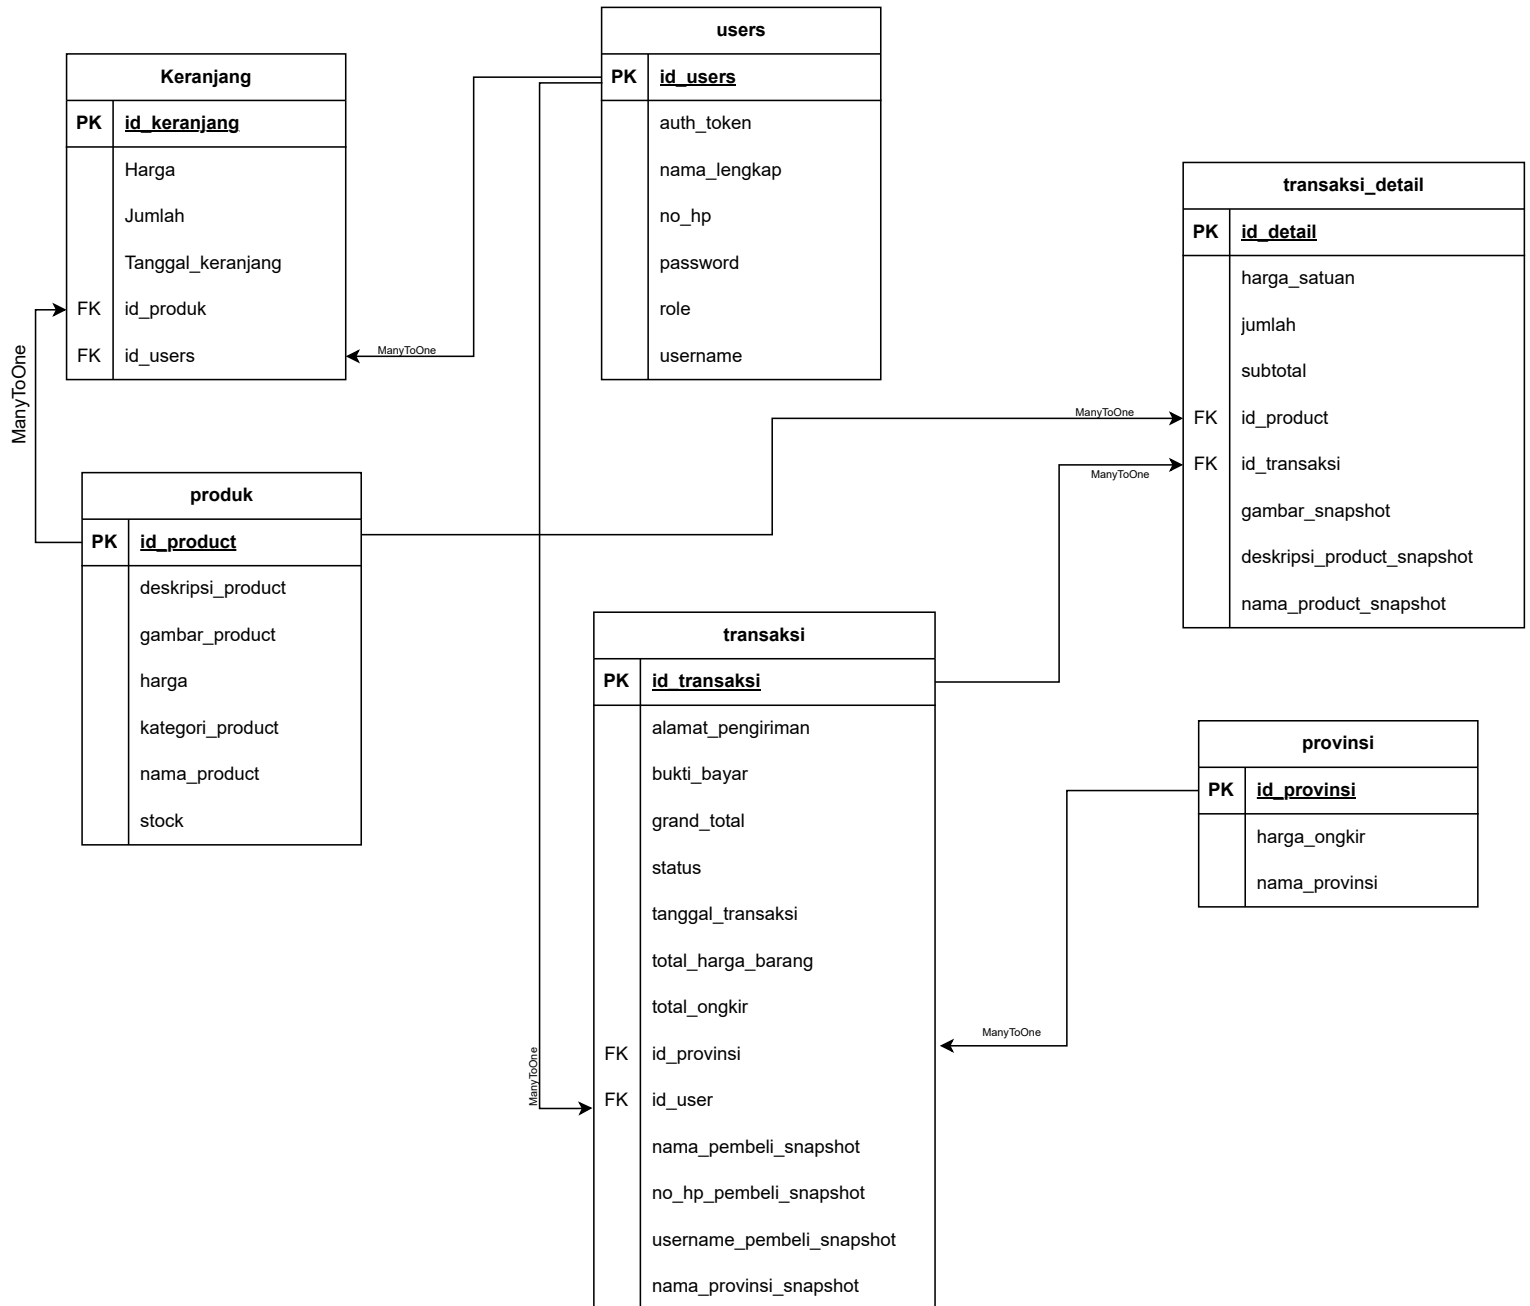 users
PK id_users
auth_token
nama_lengkap
no_hp
password
role
username
Keranjang
PK id_keranjang
Harga
Jumlah
Tanggal_keranjang
FK id_produk
FK id_users
ManyToOne
ManyToOne
transaksi_detail
PK id_detail
harga_satuan
jumlah
subtotal
FK id_product
FK id_transaksi
gambar_snapshot
deskripsi_product_snapshot
nama_product_snapshot
ManyToOne
ManyToOne
produk
PK id_product
deskripsi_product
gambar_product
harga
kategori_product
nama_product
stock
transaksi
PK id_transaksi
alamat_pengiriman
bukti_bayar
grand_total
status
tanggal_transaksi
total_harga_barang
total_ongkir
FK id_provinsi
FK id_user
nama_pembeli_snapshot
no_hp_pembeli_snapshot
username_pembeli_snapshot
nama_provinsi_snapshot
ManyToOne
ManyToOne
provinsi
PK id_provinsi
harga_ongkir
nama_provinsi